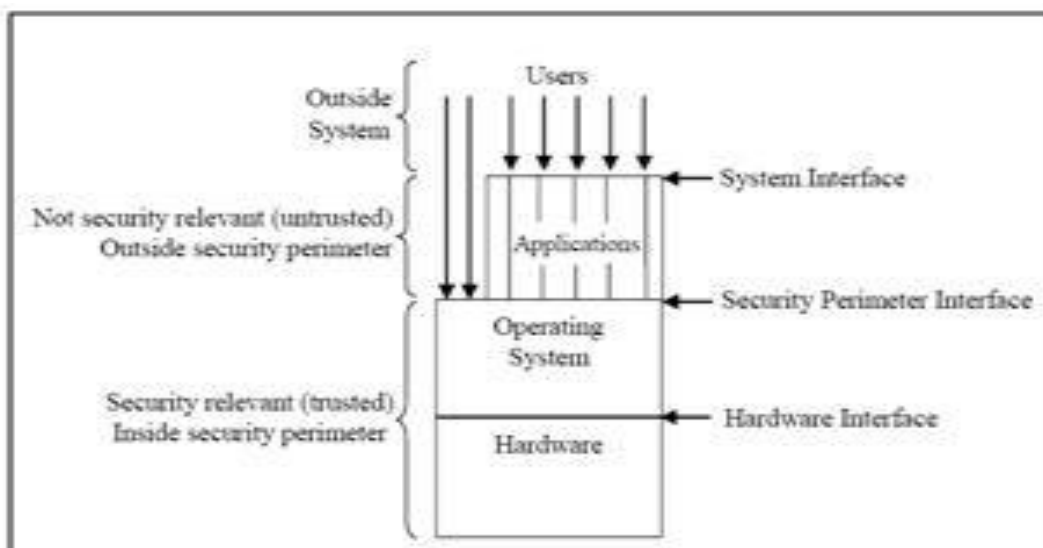 Users
Outside
System
System Interface
Not security relevant (untrusted)
Outside security perimeter
Applications
Security Perimeter Interface
Operating
System
Security relevant (trusted)
Inside security perimeter
Hardware Interface
Hardware